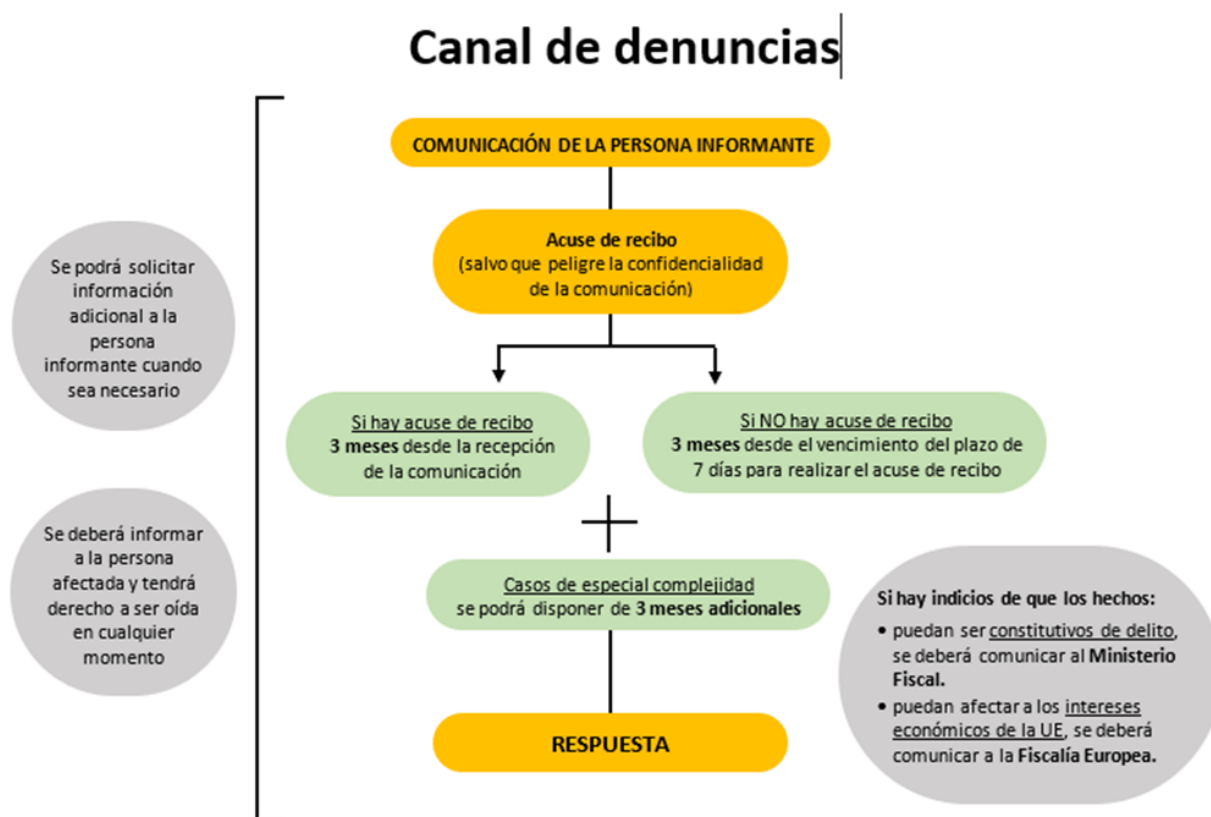 Canal de denuncias
COMUNICACIÓN DE LA PERSONA INFORMANTE
Acuse de recibo
(salvo que peligre la confidencialidad
de la comunicación)
Se podrá solicitar
información
adicional a la
persona
informante cuando
sea necesario
Si hay acuse de recibo
3 meses desde la recepción
de la comunicación
Si NO hay acuse de recibo
3 meses desde el vencimiento del plazo de
7 días para realizar el acuse de recibo
Se deberá informar
a la persona
afectada y tendrá
derecho a ser oída
en cualquier
momento
Casos de especial complejidad
se podrá disponer de 3 meses adicionales
Si hay indicios de que los hechos:
• puedan ser constitutivos de delito,
se deberá comunicar al Ministerio
Fiscal.
• puedan afectar a los intereses
económicos de la UE, se deberá
comunicar a la Fiscalía Europea.
RESPUESTA